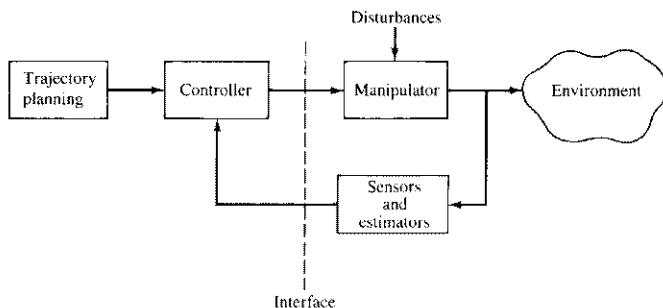 Disturbances
Trajectory
planning
Controller
Manipulator
Environment
Sensors
and
estimators
Interface